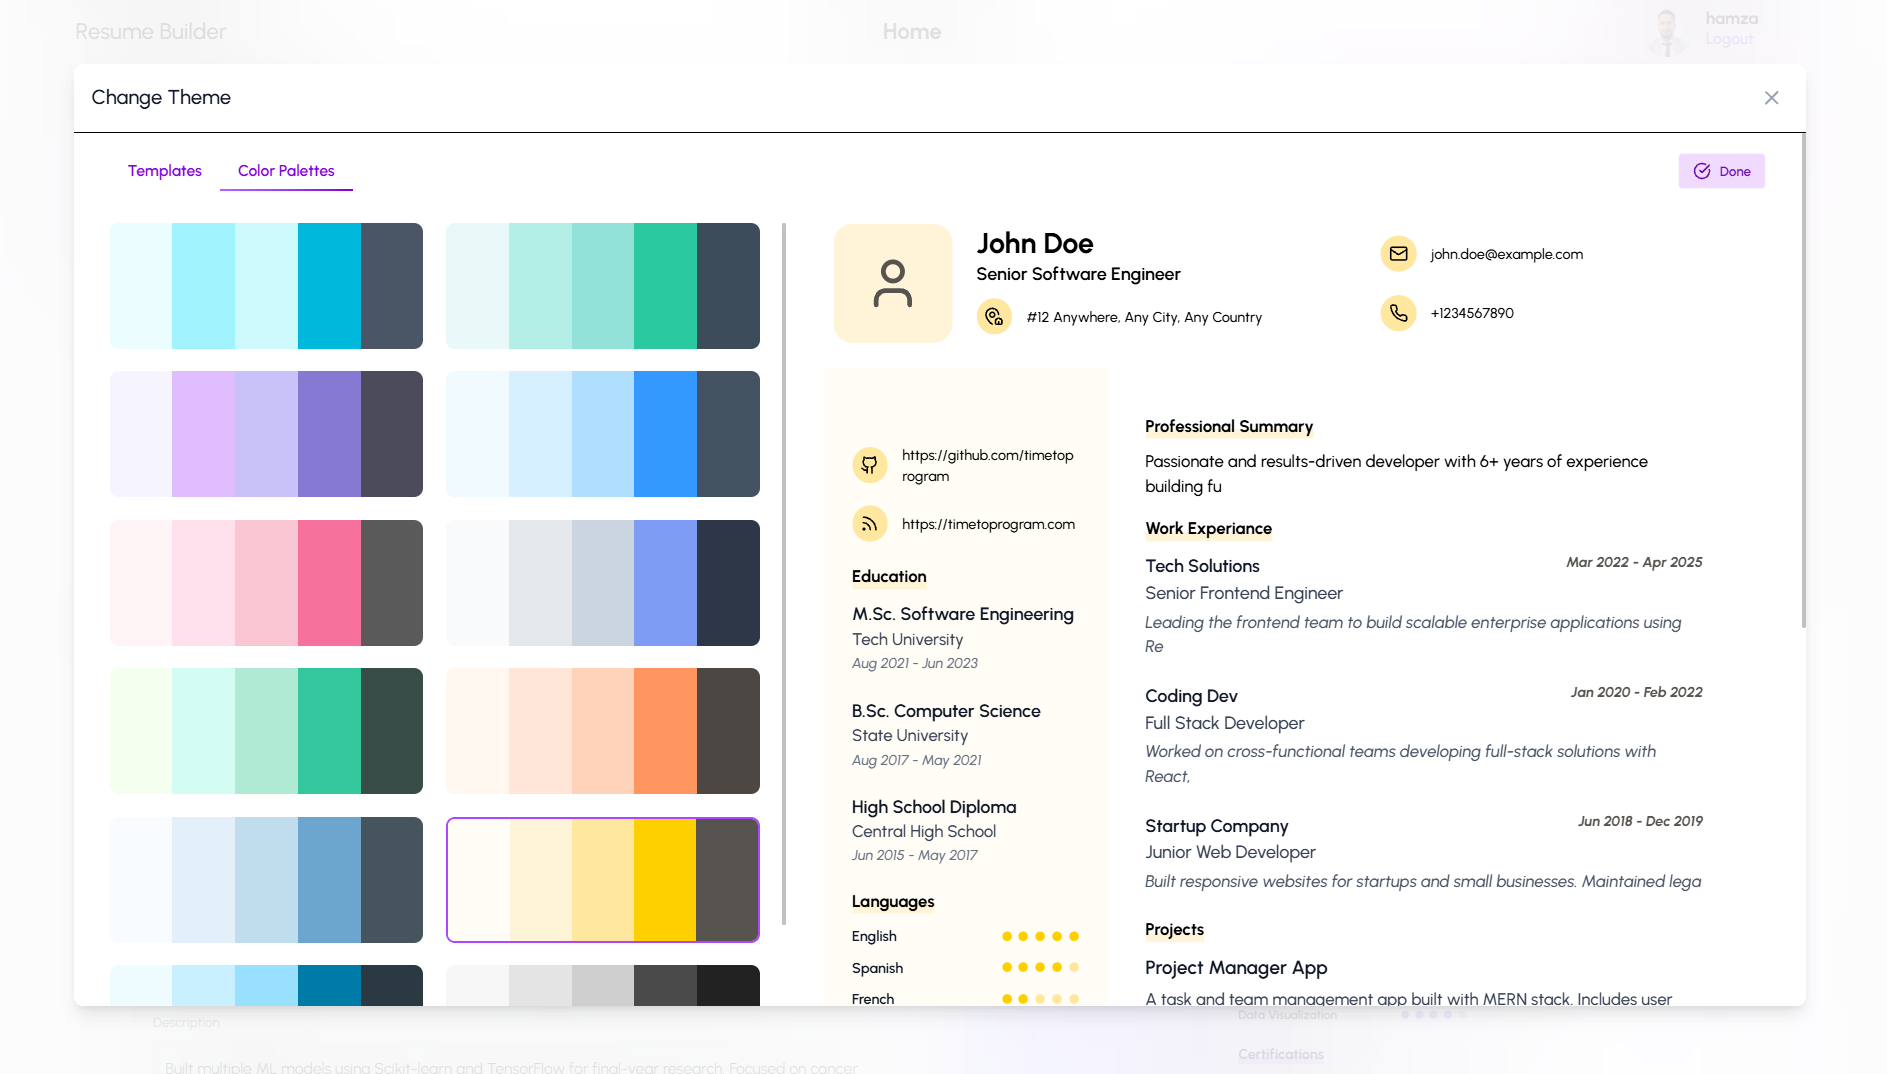 Resume Builder
Home
hamza
Logout
Change Theme
Templates
Color Palettes
Done
John Doe
Senior Software Engineer
#12 Anywhere, Any City, Any Country
john.doe@example.com
+1234567890
https://github.com/timetop
rogram
https://timetoprogram.com
Education
M.Sc. Software Engineering
Tech University
Aug 2021 - Jun 2023
B.Sc. Computer Science
State University
Aug 2017 - May 2021
High School Diploma
Central High School
Jun 2015 - May 2017
Languages
English
Spanish
French
Professional Summary
Passionate and results-driven developer with 6+ years of experience
building fu
Work Experiance
Tech Solutions
Mar 2022 - Apr 2025
Senior Frontend Engineer
Leading the frontend team to build scalable enterprise applications using
Re
Coding Dev
Jan 2020 - Feb 2022
Full Stack Developer
Worked on cross-functional teams developing full-stack solutions with
React,
Startup Company
Jun 2018 - Dec 2019
Junior Web Developer
Built responsive websites for startups and small businesses. Maintained lega
Projects
Project Manager App
A task and team management app built with MERN stack. Includes user
Description
Data Visualization
Certifications
Built multiple ML models using Scikit-learn and TensorFlow for final-year research. Focused on cancer